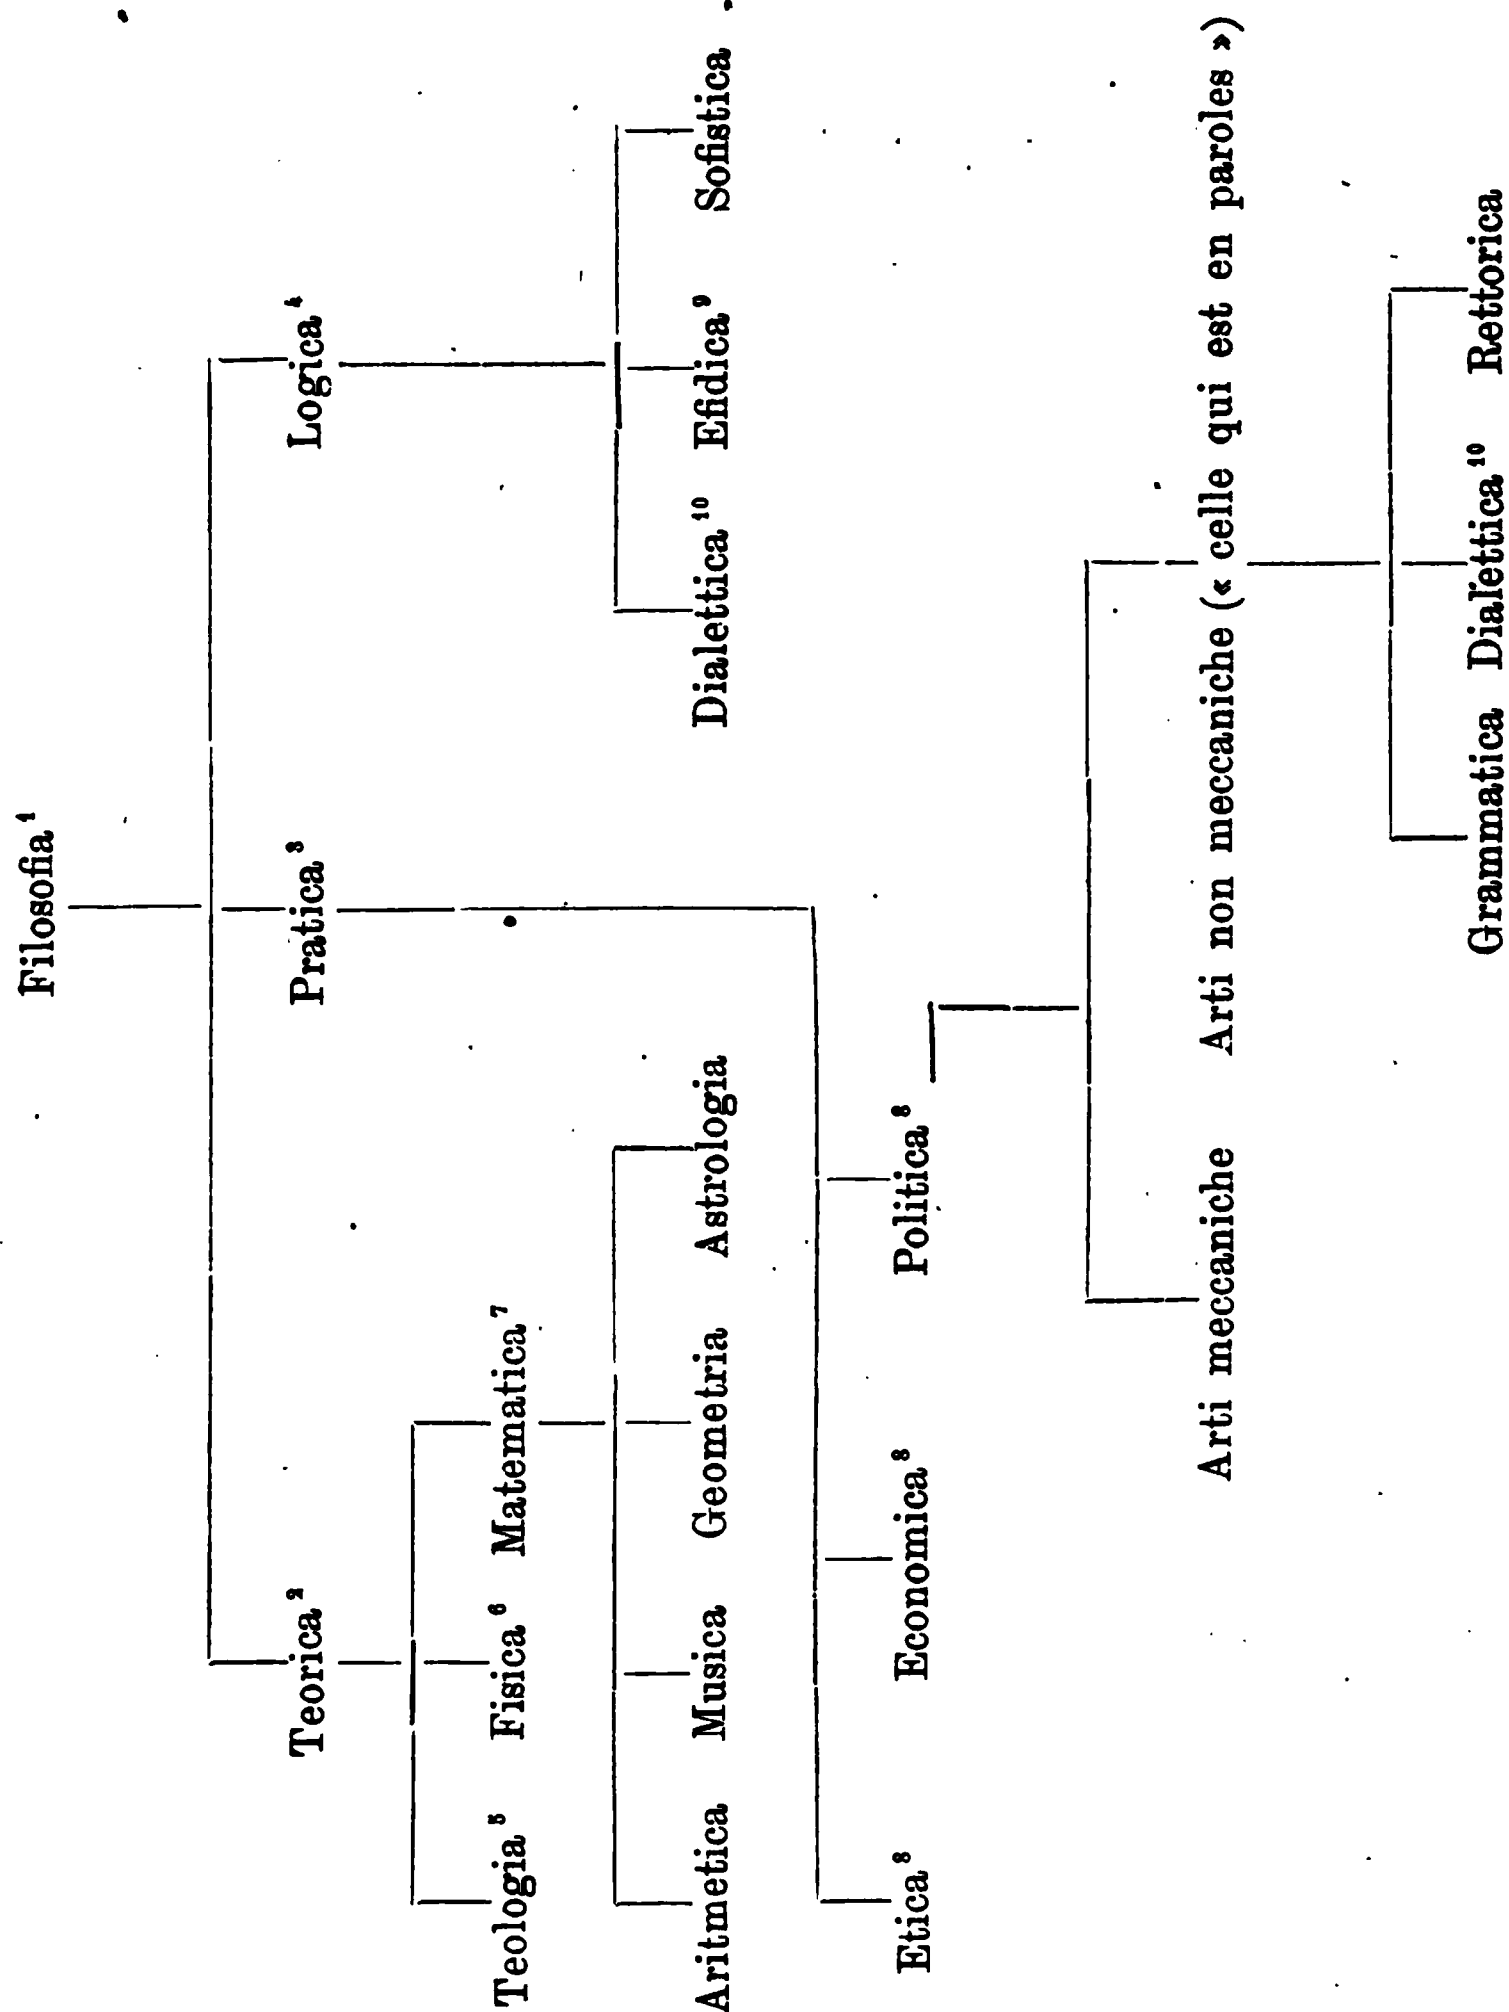 Filosofia¹
Teorica² Pratica³ Logica⁴
Teologia⁵ Fisica⁶ Matematica⁷
Aritmetica Musica Geometria Astrologia Dialettica¹⁰ Efidica⁹ Sofistica
Etica⁸ Economica⁸ Politica⁸
Arti meccaniche Arti non meccaniche (« celle qui est en paroles »)
Grammatica Dialettica¹⁰ Rettorica